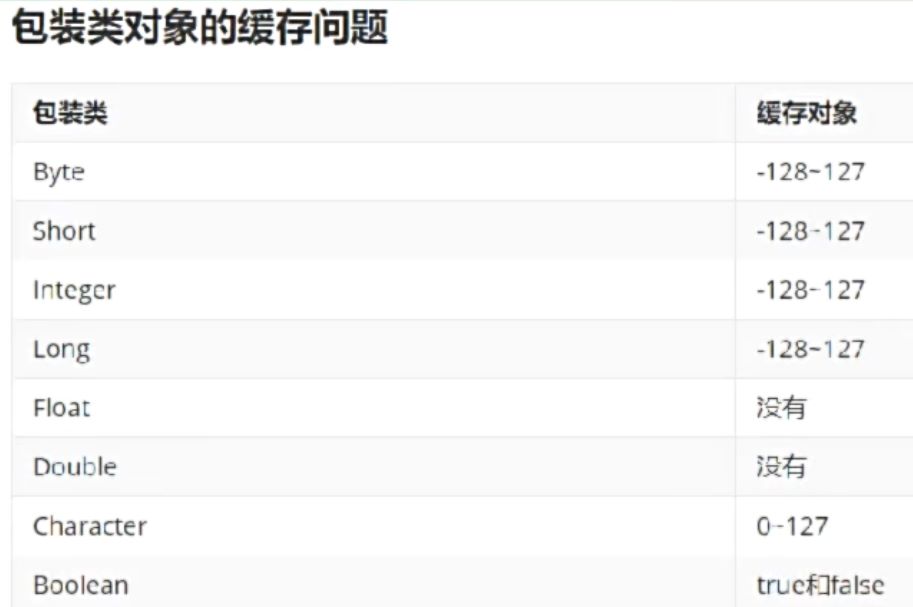 包装类对象的缓存问题
包装类 缓存对象
Byte -128~127
Short -128~127
Integer -128~127
Long -128~127
Float 没有
Double 没有
Character 0~127
Boolean true和false